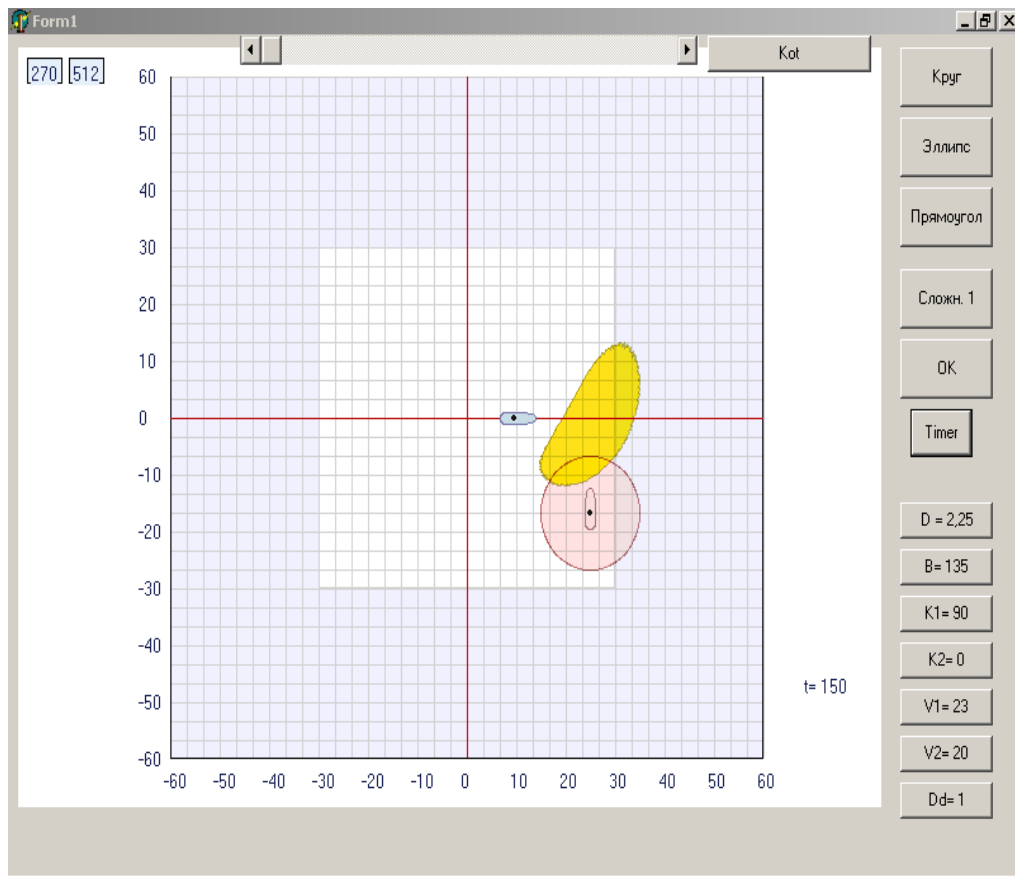 Form1
Kot
[270] [512]
60
50
40
30
20
10
0
-10
-20
-30
-40
-50
-60
-60 -50 -40 -30 -20 -10 0 10 20 30 40 50 60
t= 150
Круг
Эллипс
Прямоугол
Сложн. 1
OK
Timer
D = 2,25
B= 135
K1= 90
K2= 0
V1= 23
V2= 20
Dd= 1